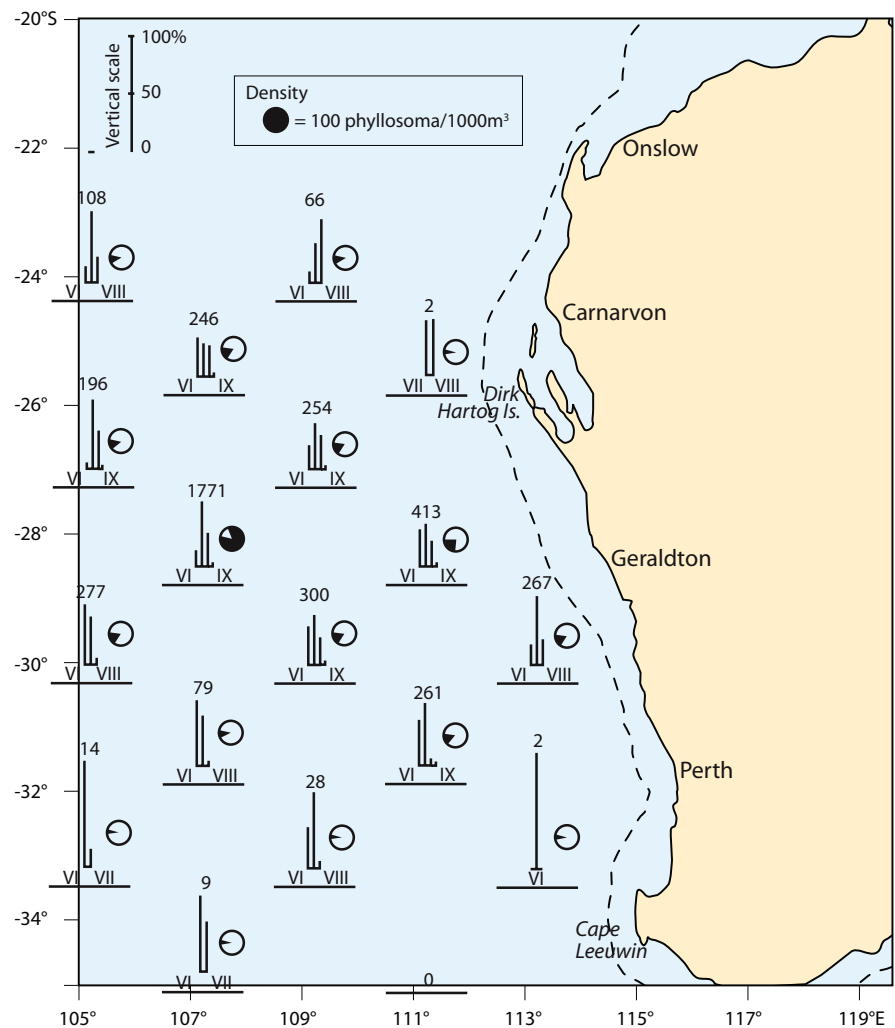 -20°S
100%
50
0
Vertical scale
Density
= 100 phyllosoma/1000m³
Onslow
-22°
108
66
V VIII
VI VIII
-24°
Carnarvon
246
2
VI IX
VII VIII
196
Dirk
Hartog Is.
-26°
254
VI IX
VI IX
1771
413
-28°
Geraldton
VI IX
VI IX
277
300
267
-30°
VI VIII
VI IX
VI VIII
79
261
14
2
Perth
VI VIII
VI IX
-32°
28
VI VII
VI VIII
VI
9
-34°
Cape
Leeuwin
VI VII
0
105° 107° 109° 111° 113° 115° 117° 119°E